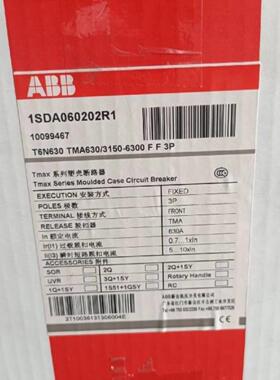 ABB
1SDA060202R1
10099467
T6N630 TMA630/3150-6300 F F 3P
Tmax 系列塑壳断路器
Tmax Series Moulded Case Circuit Breaker
EXECUTION 安装方式 FIXED
POLES 极数 3P
TERMINAL 接线方式 FRONT
RELEASE 脱扣器 TMA
In 额定电流 630A
Ir(I1) 过载脱扣电流 0.7...1xIn
Ir(I3) 瞬时短路脱扣电流 5...10xIn
ACCESSORIES 附件
SOR 2Q 2Q+1SY
UVR 3Q+1SY Rotary Handle
1Q+1SY 1S51+1GSY RC